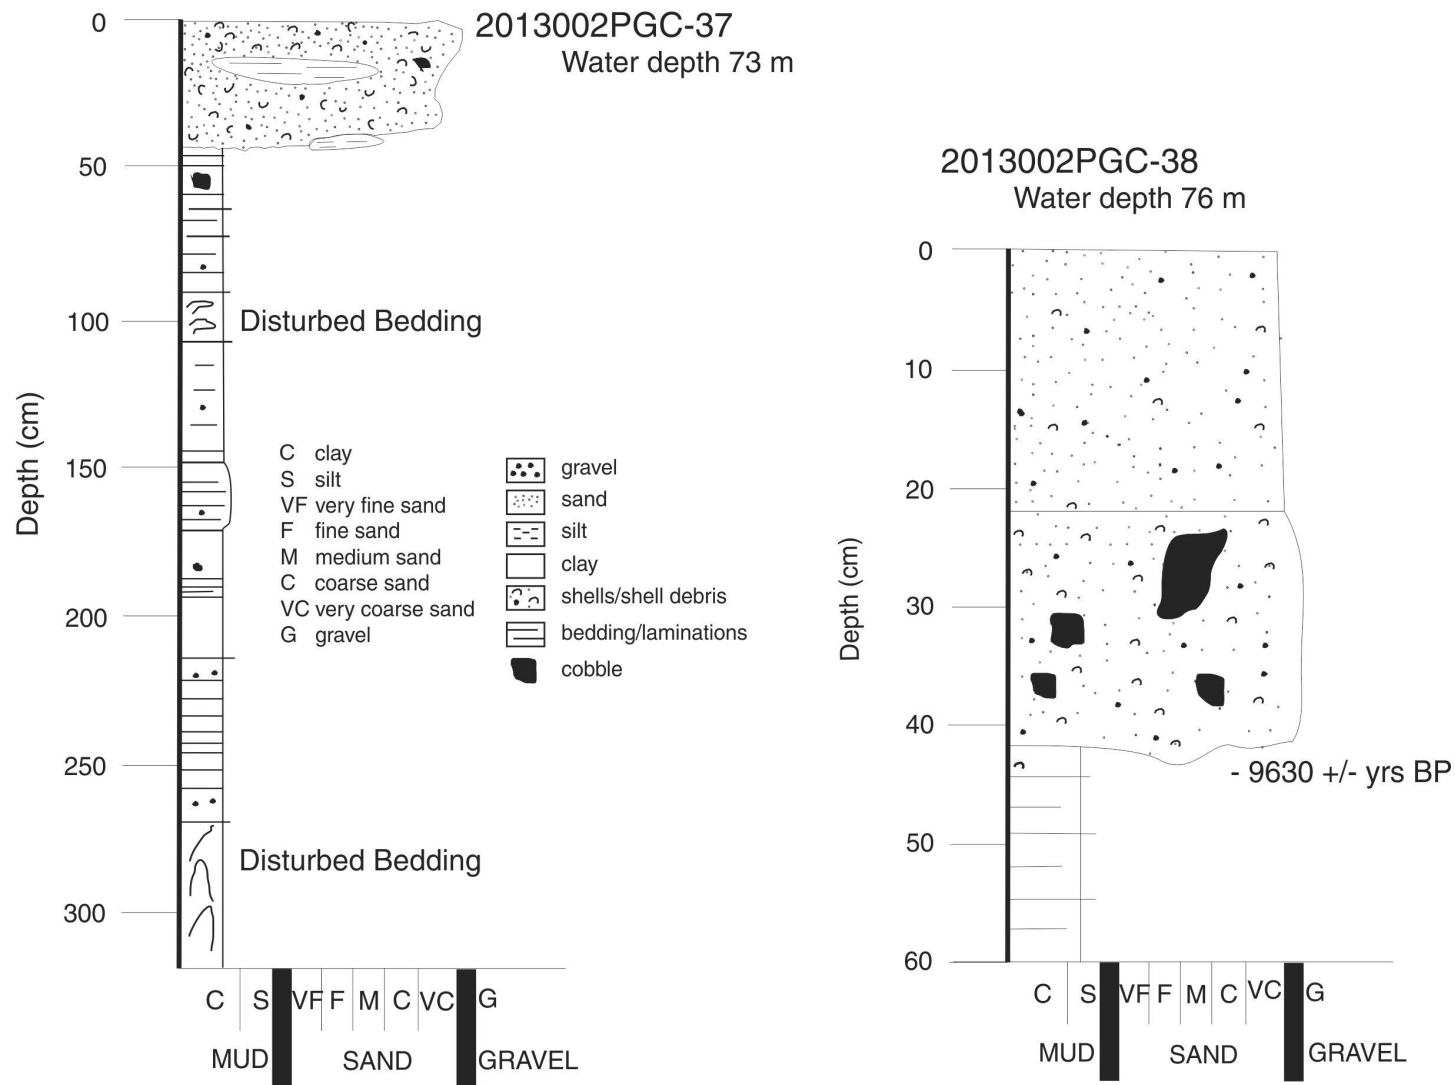 2013002PGC-37
Water depth 73 m
0
50
100
150
200
250
300
Depth (cm)
Disturbed Bedding
Disturbed Bedding
C clay
S silt
VF very fine sand
F fine sand
M medium sand
C coarse sand
VC very coarse sand
G gravel
gravel
sand
silt
clay
shells/shell debris
bedding/laminations
cobble
C S VF F M C VC G
MUD SAND GRAVEL
2013002PGC-38
Water depth 76 m
0
10
20
30
40
50
60
Depth (cm)
- 9630 +/- yrs BP
C S VF F M C VC G
MUD SAND GRAVEL